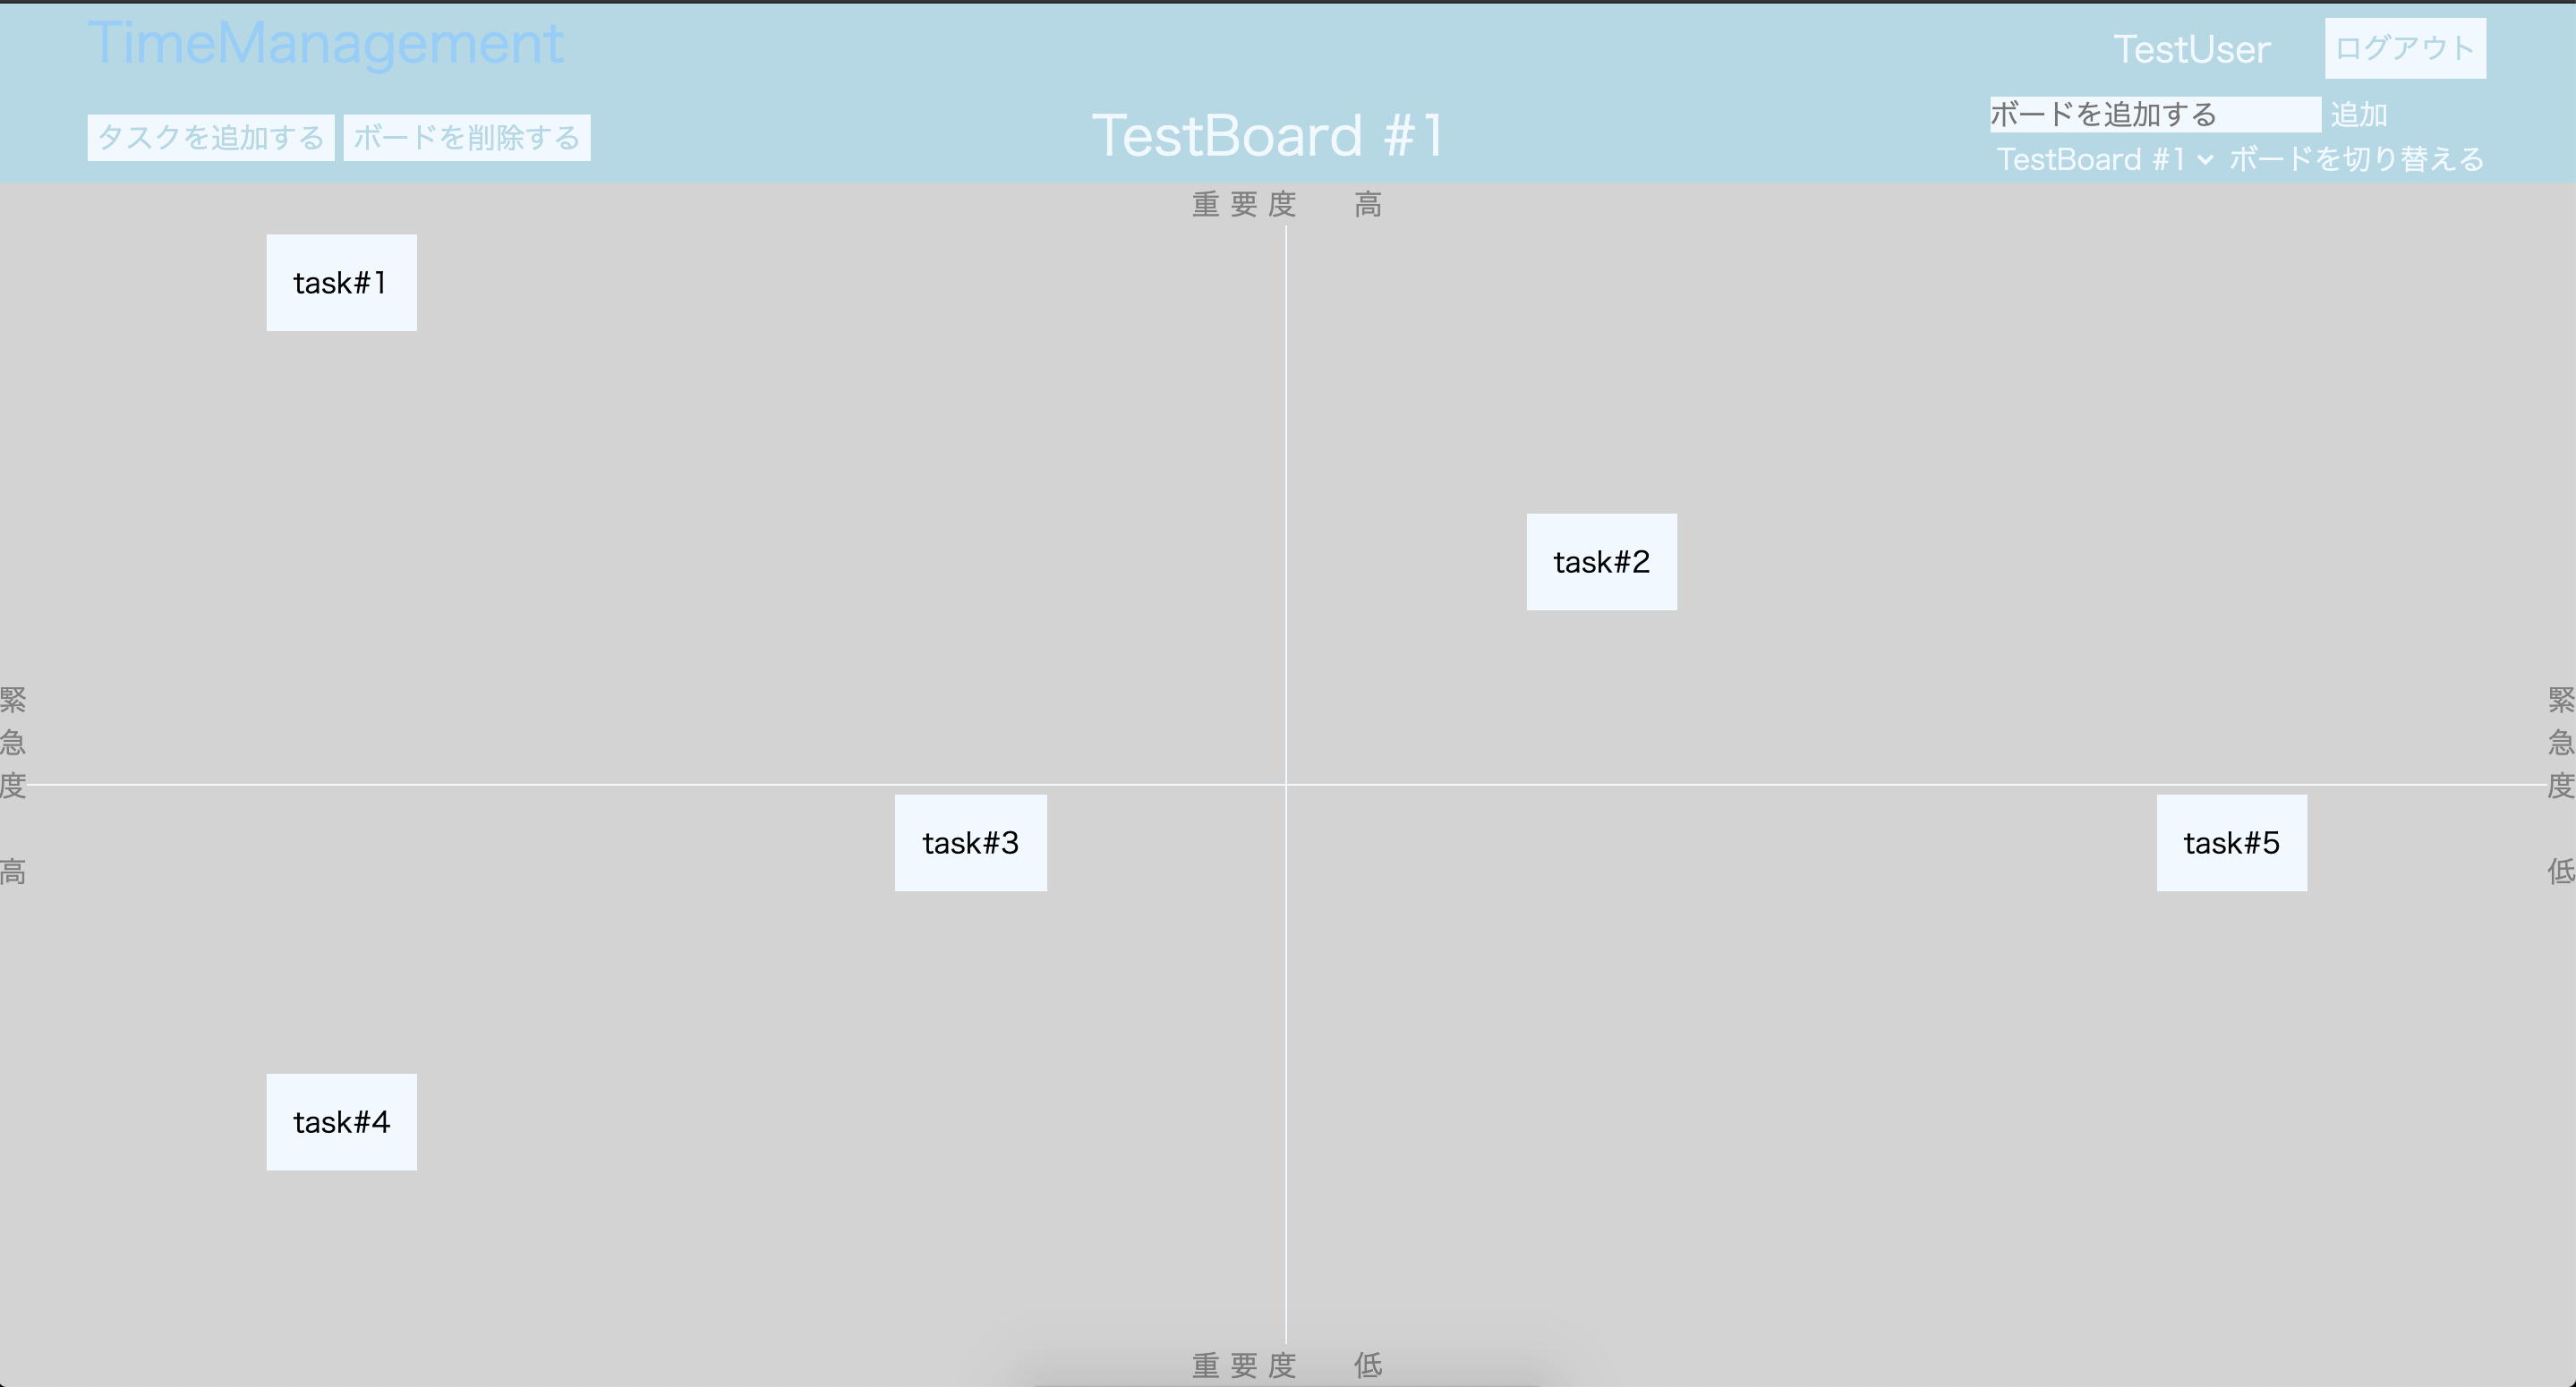 TimeManagement
TestUser
ログアウト
タスクを追加する
ボードを削除する
TestBoard #1
ボードを追加する
追加
TestBoard #1
ボードを切り替える
重要度 高
task#1
task#2
緊急度 高
緊急度 低
task#3
task#5
task#4
重要度 低